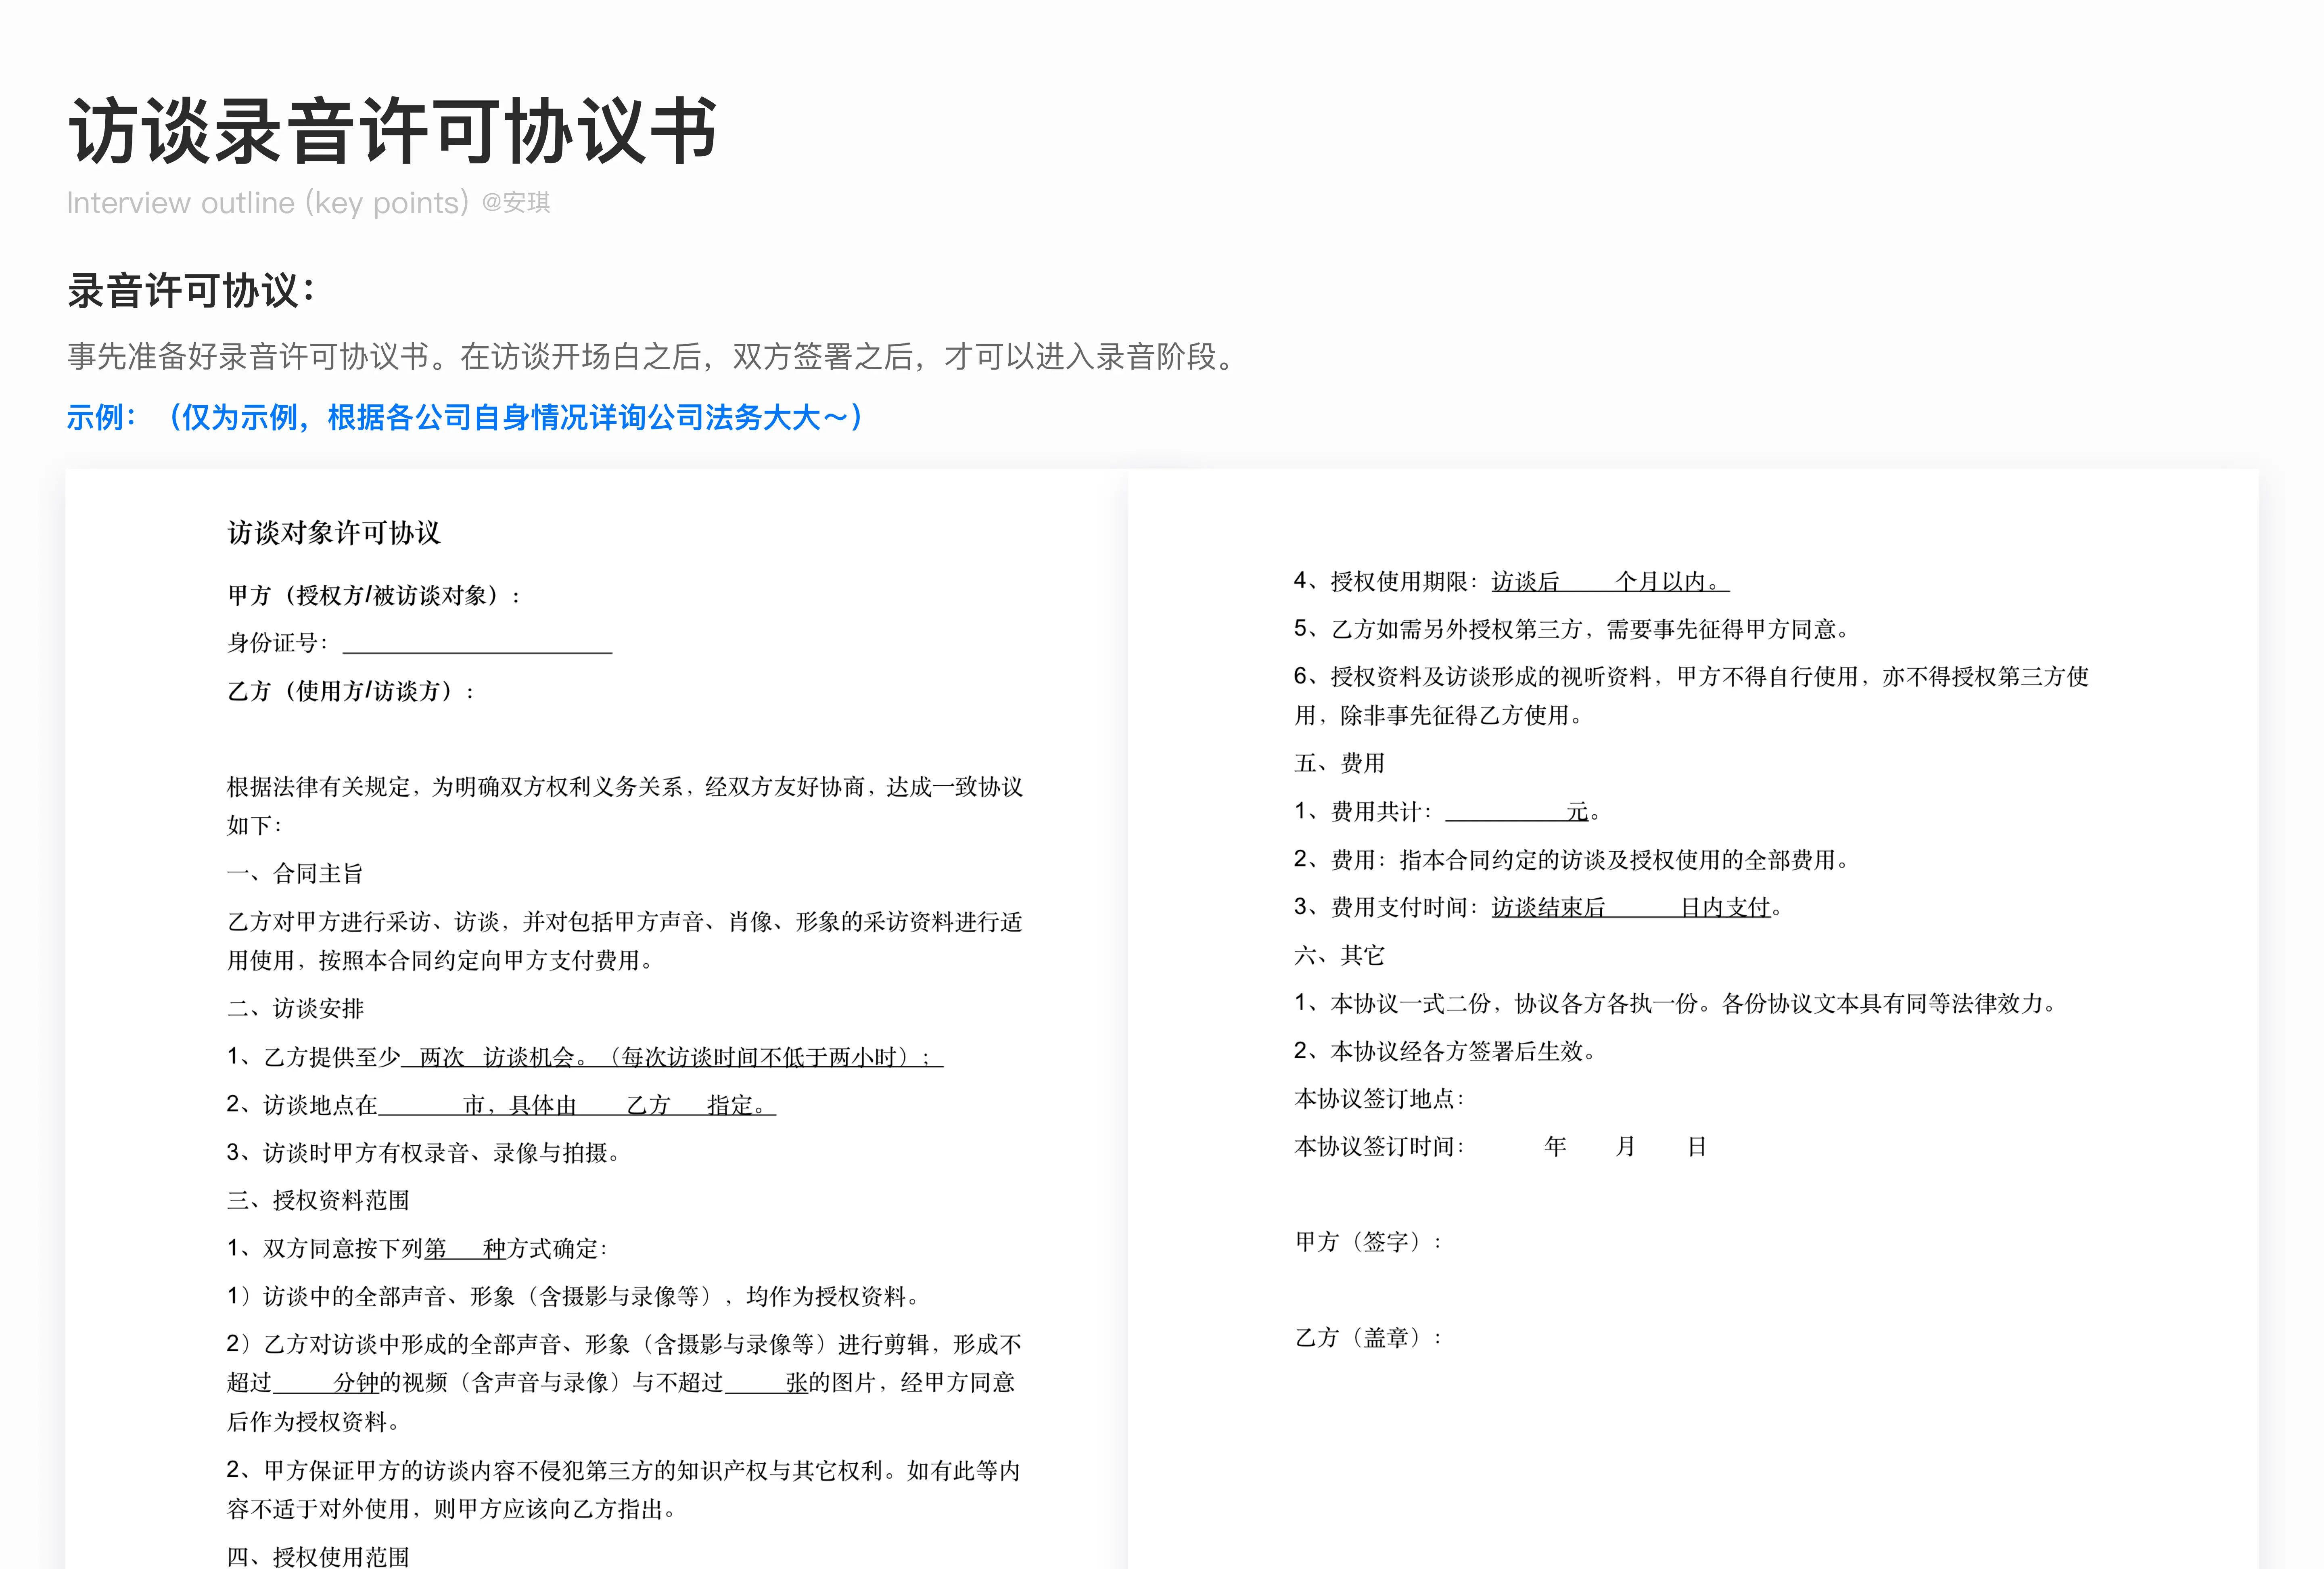 访谈录音许可协议书
Interview outline (key points) @安琪
录音许可协议：
事先准备好录音许可协议书。在访谈开场白之后，双方签署之后，才可以进入录音阶段。
示例：（仅为示例，根据各公司自身情况详询公司法务大大～）
访谈对象许可协议
甲方（授权方/被访谈对象）：
身份证号：____________________
乙方（使用方/访谈方）：
根据法律有关规定，为明确双方权利义务关系，经双方友好协商，达成一致协议
如下：
一、合同主旨
乙方对甲方进行采访、访谈，并对包括甲方声音、肖像、形象的采访资料进行适
用使用，按照本合同约定向甲方支付费用。
二、访谈安排
1、乙方提供至少 两次 访谈机会。（每次访谈时间不低于两小时）；
2、访谈地点在______市，具体由 乙方 指定。
3、访谈时甲方有权录音、录像与拍摄。
三、授权资料范围
1、双方同意按下列第__种方式确定：
1）访谈中的全部声音、形象（含摄影与录像等），均作为授权资料。
2）乙方对访谈中形成的全部声音、形象（含摄影与录像等）进行剪辑，形成不
超过____分钟的视频（含声音与录像）与不超过____张的图片，经甲方同意
后作为授权资料。
2、甲方保证甲方的访谈内容不侵犯第三方的知识产权与其它权利。如有此等内
容不适于对外使用，则甲方应该向乙方指出。
四、授权使用范围
4、授权使用期限：访谈后____个月以内。
5、乙方如需另外授权第三方，需要事先征得甲方同意。
6、授权资料及访谈形成的视听资料，甲方不得自行使用，亦不得授权第三方使
用，除非事先征得乙方使用。
五、费用
1、费用共计：________元。
2、费用：指本合同约定的访谈及授权使用的全部费用。
3、费用支付时间：访谈结束后_____日内支付。
六、其它
1、本协议一式二份，协议各方各执一份。各份协议文本具有同等法律效力。
2、本协议经各方签署后生效。
本协议签订地点：
本协议签订时间： 年 月 日
甲方（签字）：
乙方（盖章）：